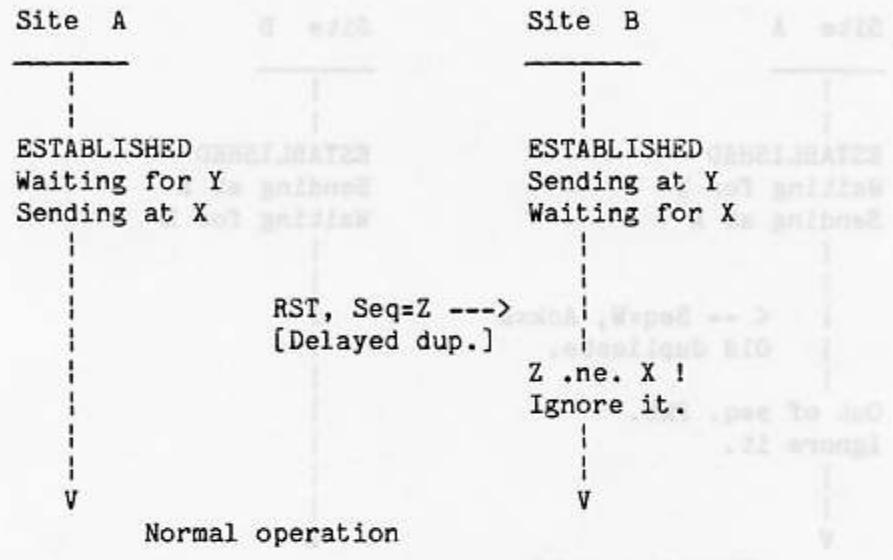 Site A Site B
ESTABLISHED ESTABLISHED
Waiting for Y Sending at Y
Sending at X Waiting for X
RST, Seq=Z --->
[Delayed dup.]
Z .ne. X !
Ignore it.
V V
Normal operation